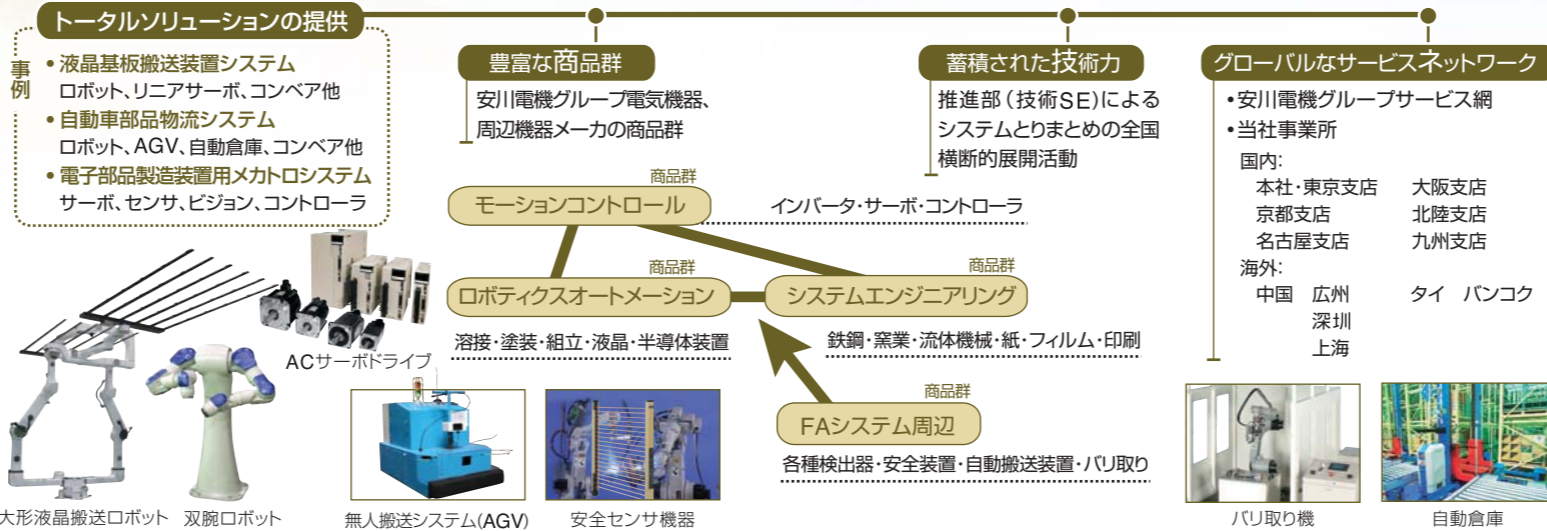 トータルソリューションの提供
事例
•液晶基板搬送装置システム
ロボット、リニアサーボ、コンベア他
•自動車部品物流システム
ロボット、AGV、自動倉庫、コンベア他
•電子部品製造装置用メカトロシステム
サーボ、センサ、ビジョン、コントローラ
豊富な商品群
安川電機グループ電気機器、
周辺機器メーカの商品群
蓄積された技術力
推進部(技術SE)による
システムとりまとめの全国
横断的展開活動
グローバルなサービスネットワーク
•安川電機グループサービス網
•当社事業所
国内:
本社・東京支店 大阪支店
京都支店 北陸支店
名古屋支店 九州支店
海外:
中国 広州 タイ バンコク
深圳
上海
商品群
モーションコントロール
インバータ・サーボ・コントローラ
商品群
ロボティクスオートメーション
溶接・塗装・組立・液晶・半導体装置
商品群
システムエンジニアリング
鉄鋼・窯業・流体機械・紙・フィルム・印刷
商品群
FAシステム周辺
各種検出器・安全装置・自動搬送装置・バリ取り
ACサーボドライブ
大形液晶搬送ロボット
双腕ロボット
無人搬送システム(AGV)
安全センサ機器
バリ取り機
自動倉庫